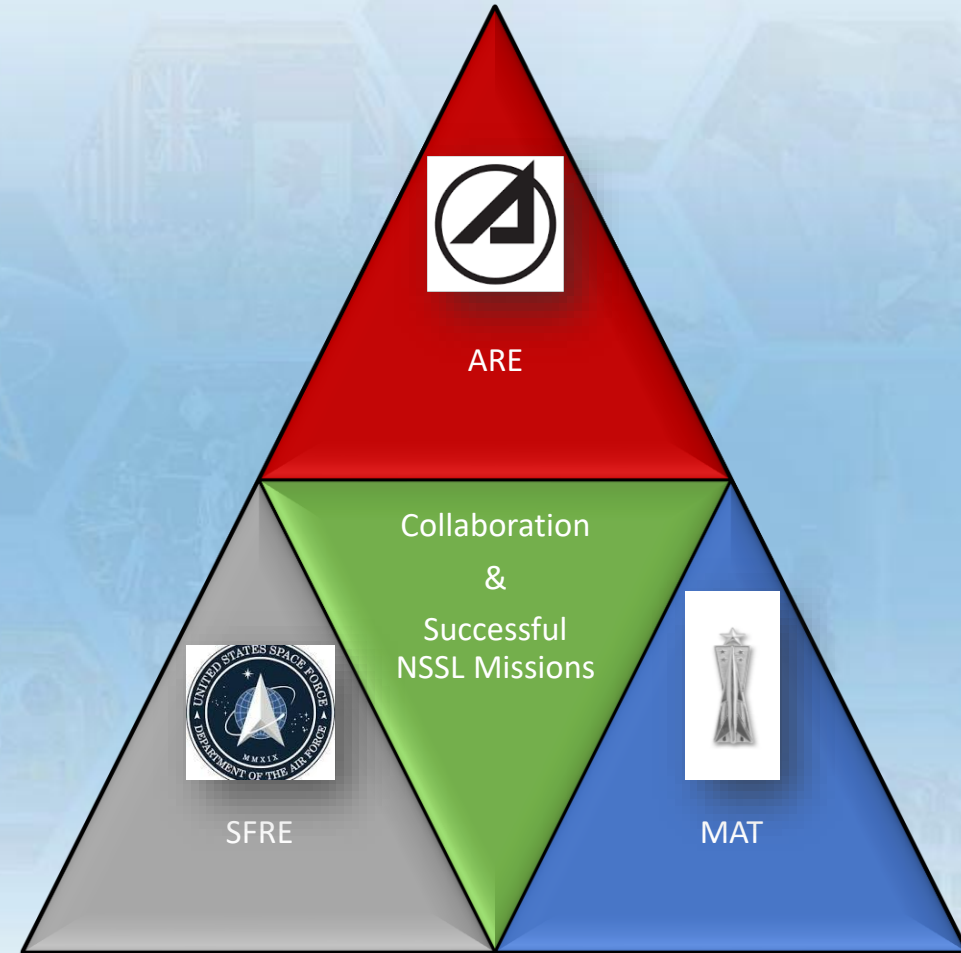 ARE
Collaboration
&
Successful
NSSL Missions
UNITED STATES SPACE FORCE
MMXIX
DEPARTMENT OF THE AIR FORCE
SFRE
MAT